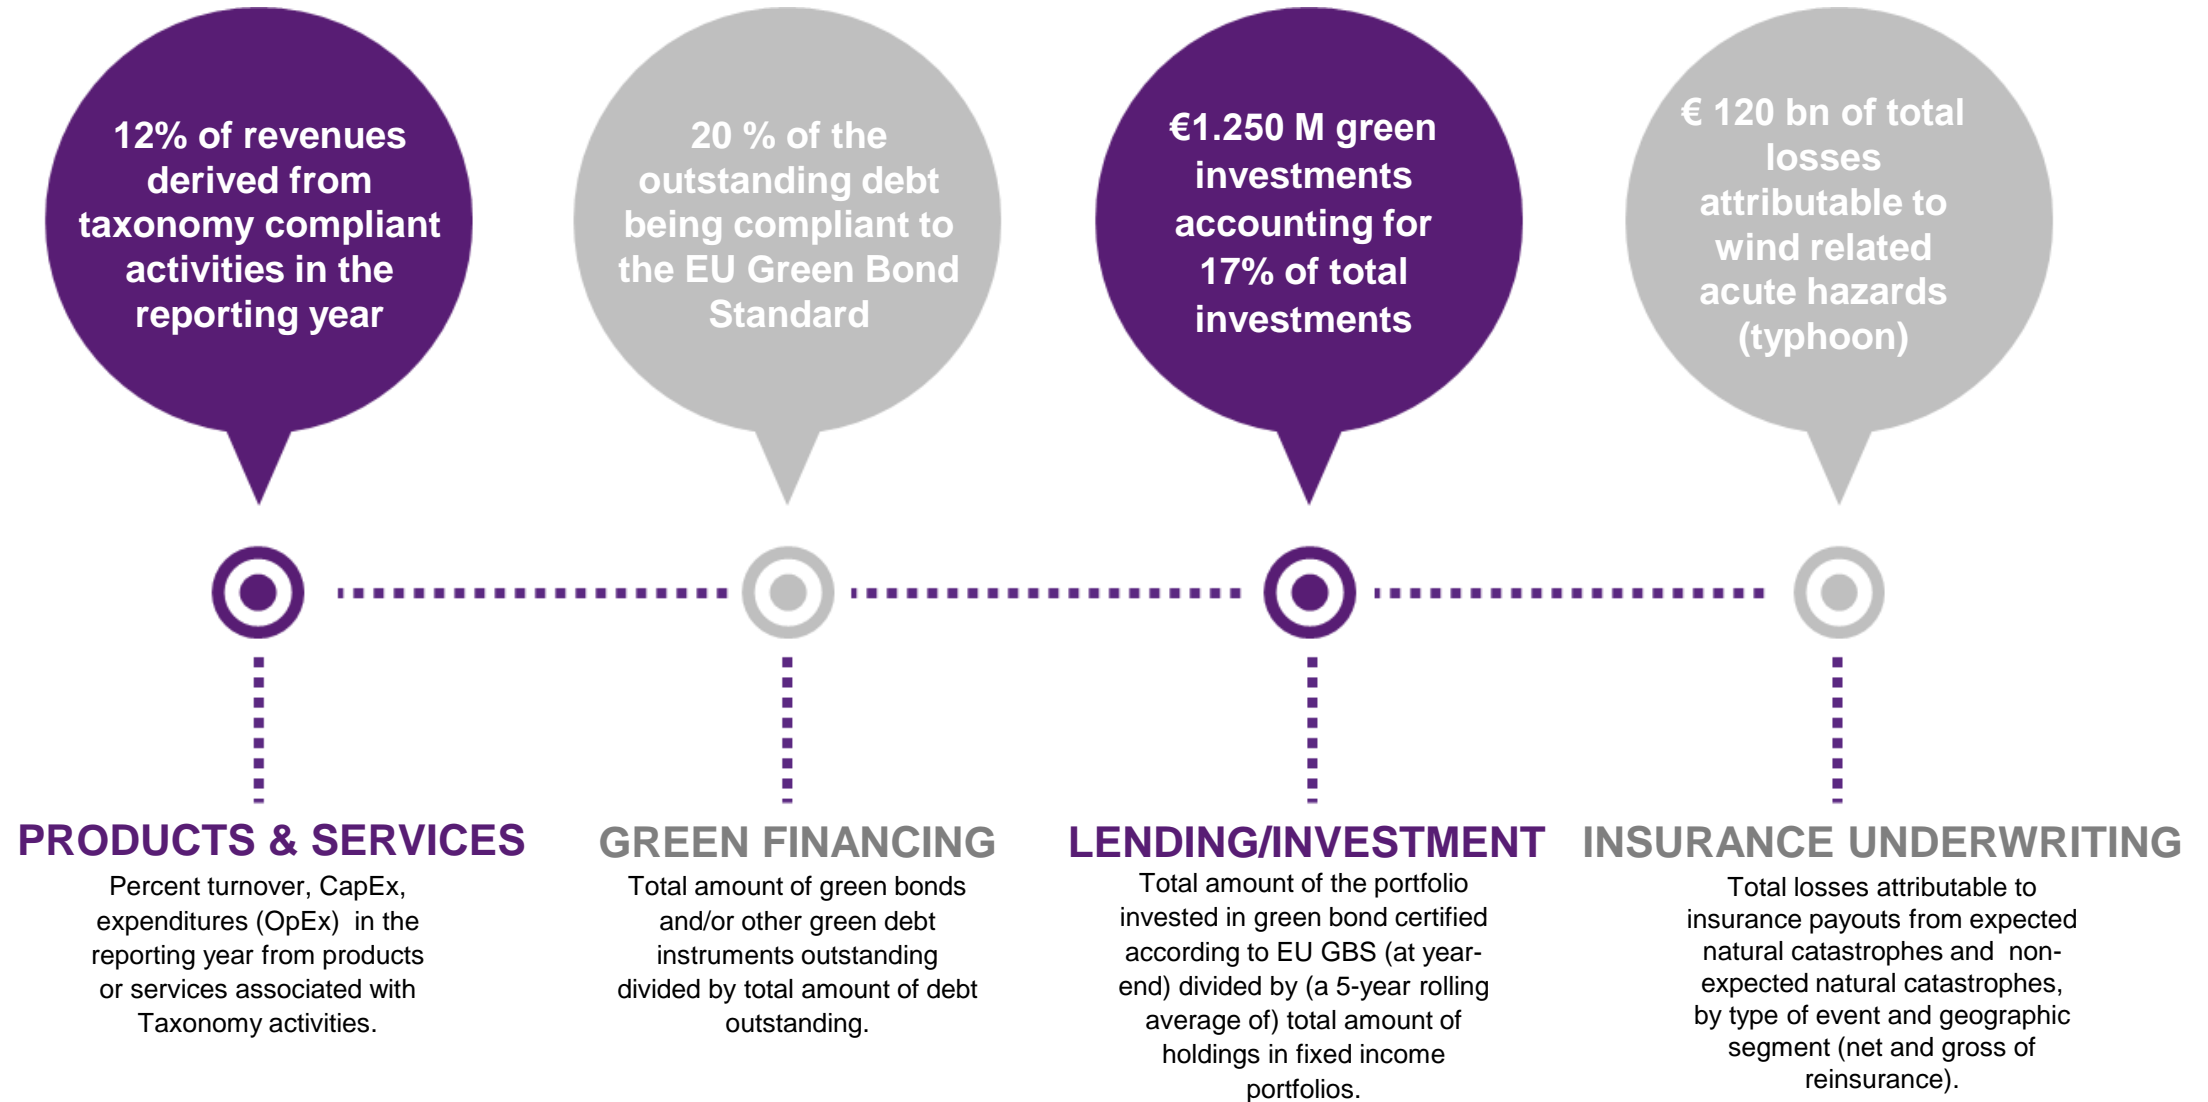 12% of revenues
derived from
taxonomy compliant
activities in the
reporting year
20 % of the
outstanding debt
being compliant to
the EU Green Bond
Standard
€1.250 M green
investments
accounting for
17% of total
investments
€ 120 bn of total
losses
attributable to
wind related
acute hazards
(typhoon)
PRODUCTS & SERVICES
Percent turnover, CapEx,
expenditures (OpEx) in the
reporting year from products
or services associated with
Taxonomy activities.
GREEN FINANCING
Total amount of green bonds
and/or other green debt
instruments outstanding
divided by total amount of debt
outstanding.
LENDING/INVESTMENT
Total amount of the portfolio
invested in green bond certified
according to EU GBS (at year-
end) divided by (a 5-year rolling
average of) total amount of
holdings in fixed income
portfolios.
INSURANCE UNDERWRITING
Total losses attributable to
insurance payouts from expected
natural catastrophes and non-
expected natural catastrophes,
by type of event and geographic
segment (net and gross of
reinsurance).